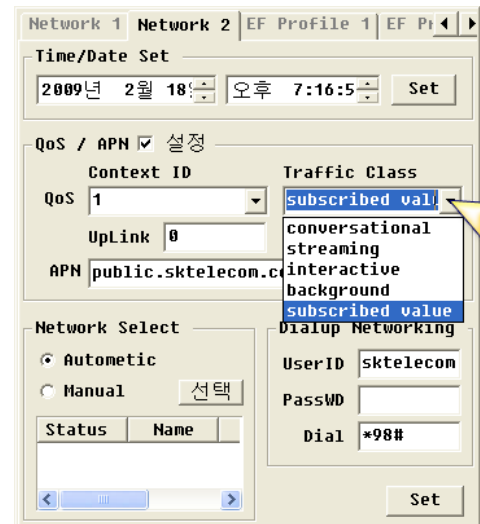 Network 1 Network 2 EF Profile 1 EF Pr
Time/Date Set
2009년 2월 18 오후 7:16:5 Set
QoS / APN 설정
Context ID Traffic Class
QoS 1 subscribed val
conversational
streaming
interactive
background
subscribed value
UpLink 0
APN public.sktelecom.c
Network Select
Autometic
Manual 선택
Status Name
Dialup Networking
UserID sktelecom
PassWD
Dial *98#
Set